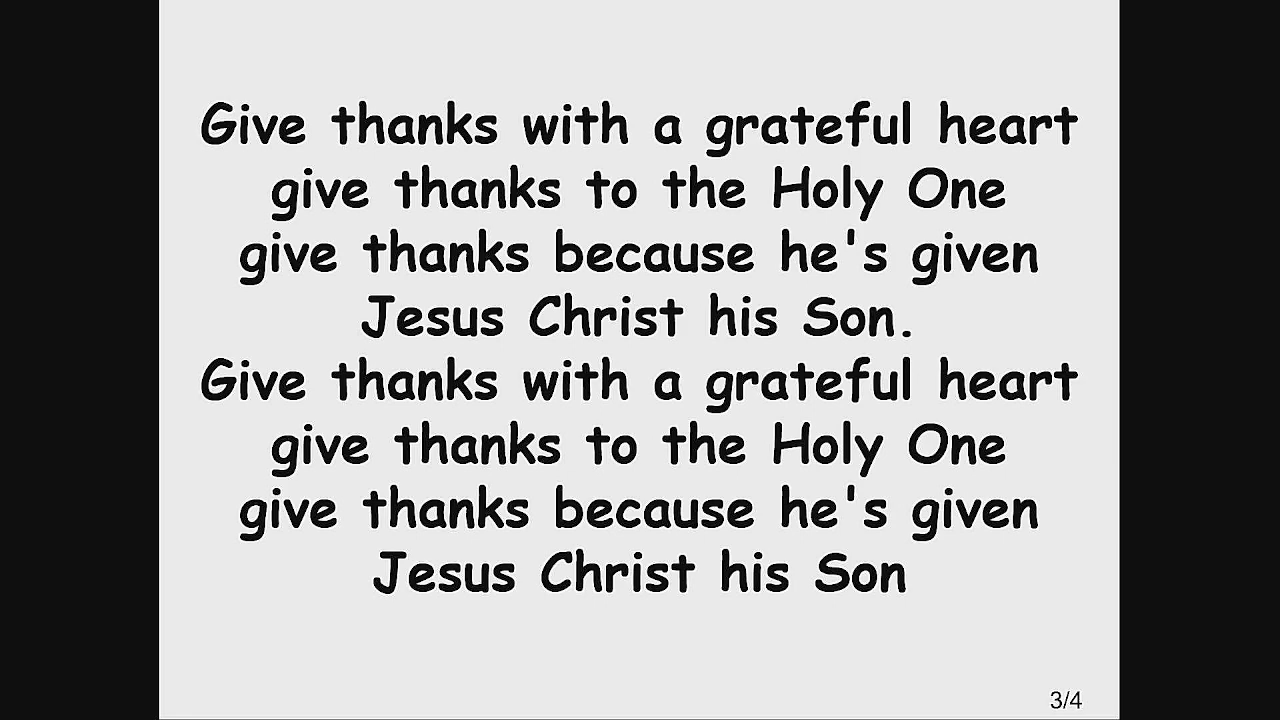 Give thanks with a grateful heart
give thanks to the Holy One
give thanks because he's given
Jesus Christ his Son.
Give thanks with a grateful heart
give thanks to the Holy One
give thanks because he's given
Jesus Christ his Son
3/4